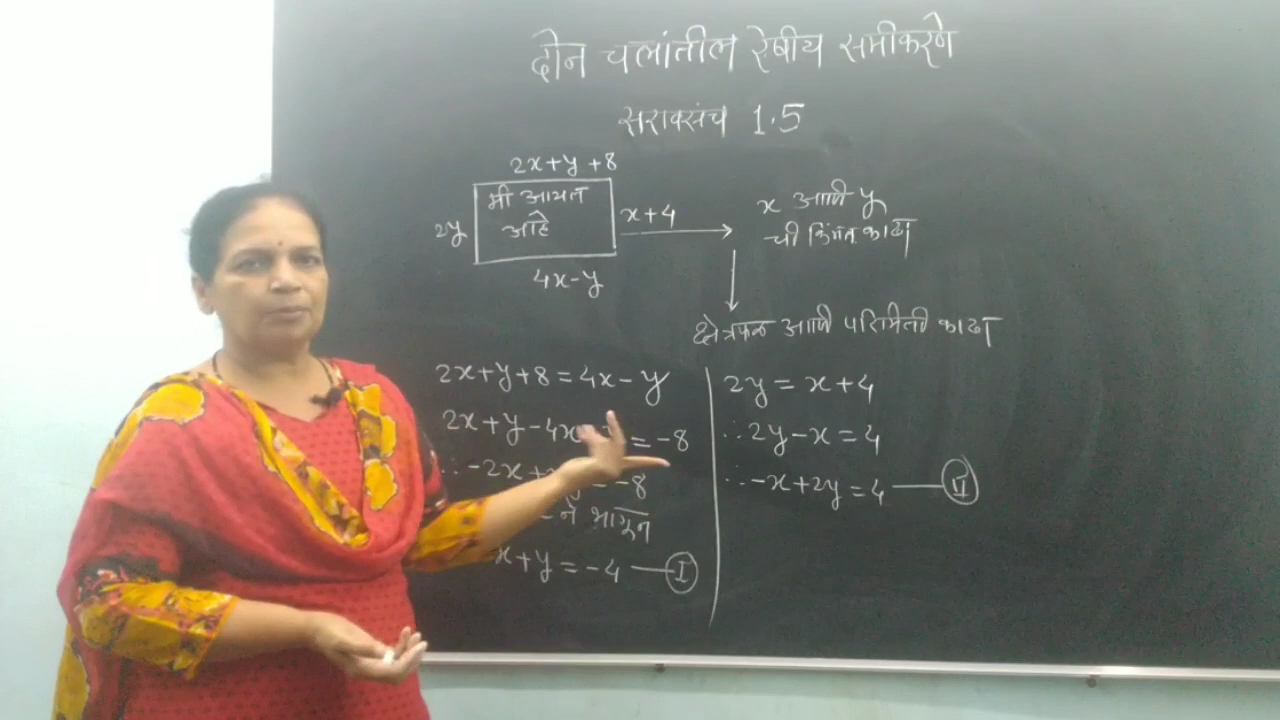 दोन चलांतील रेषीय समीकरणे
सरावसंच 1.5
2x+y+8
मी आयत
आहे
2y
x+4
4x-y
x आणि y
ची किंमत काढा
क्षेत्रफळ आणि परिमिती काढा
2x+y+8=4x-y
2x+y-4x =-8
∴-2x+ =-8
ने भागून
x+y=-4 — I
2y=x+4
∴2y-x=4
∴-x+2y=4 — II